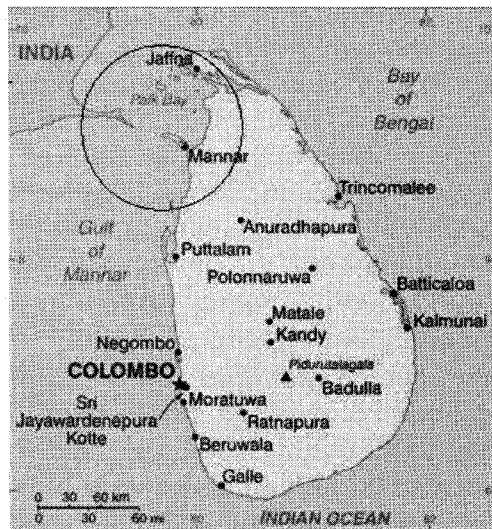 INDIA
Jaffna
Palk Bay
Bay
of
Bengal
Mannar
Trincomalee
Gulf
of
Mannar
Anuradhapura
Puttalam
Polonnaruwa
Batticaloa
Matale
Kalmunai
Kandy
Negombo
Pidurutalagala
COLOMBO
Badulla
Sri
Jayawardenepura
Kotte
Moratuwa
Ratnapura
Beruwala
Galle
0 30 60 km
0 30 60 mi
INDIAN OCEAN